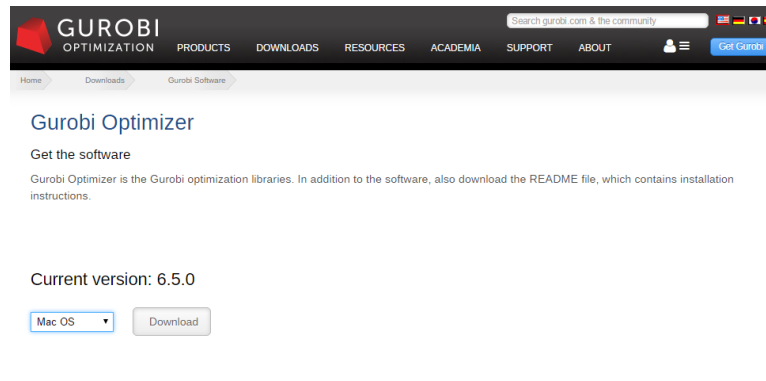 GUROBI
OPTIMIZATION
Search gurobi.com & the community
PRODUCTS DOWNLOADS RESOURCES ACADEMIA SUPPORT ABOUT Get Gurobi
Home Downloads Gurobi Software
Gurobi Optimizer
Get the software
Gurobi Optimizer is the Gurobi optimization libraries. In addition to the software, also download the README file, which contains installation
instructions.
Current version: 6.5.0
Mac OS Download